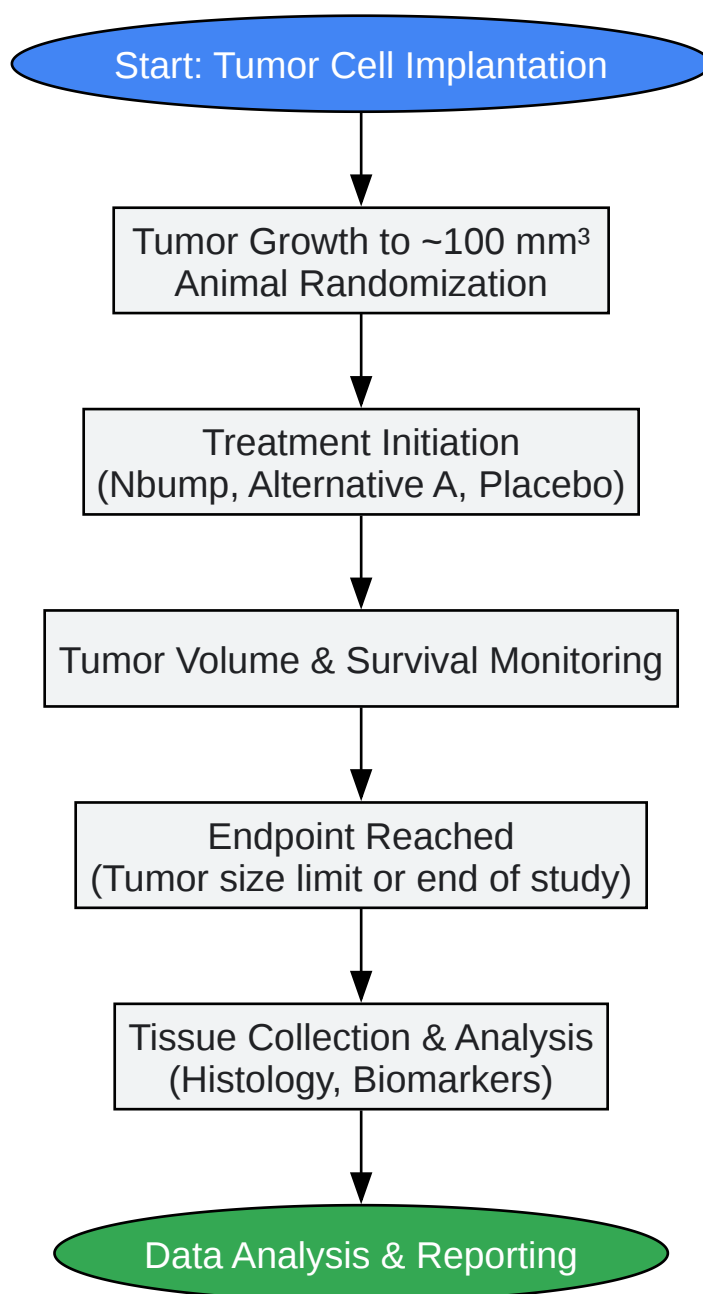 Start: Tumor Cell Implantation
Tumor Growth to ~100 mm³
Animal Randomization
Treatment Initiation
(Nbump, Alternative A, Placebo)
Tumor Volume & Survival Monitoring
Endpoint Reached
(Tumor size limit or end of study)
Tissue Collection & Analysis
(Histology, Biomarkers)
Data Analysis & Reporting